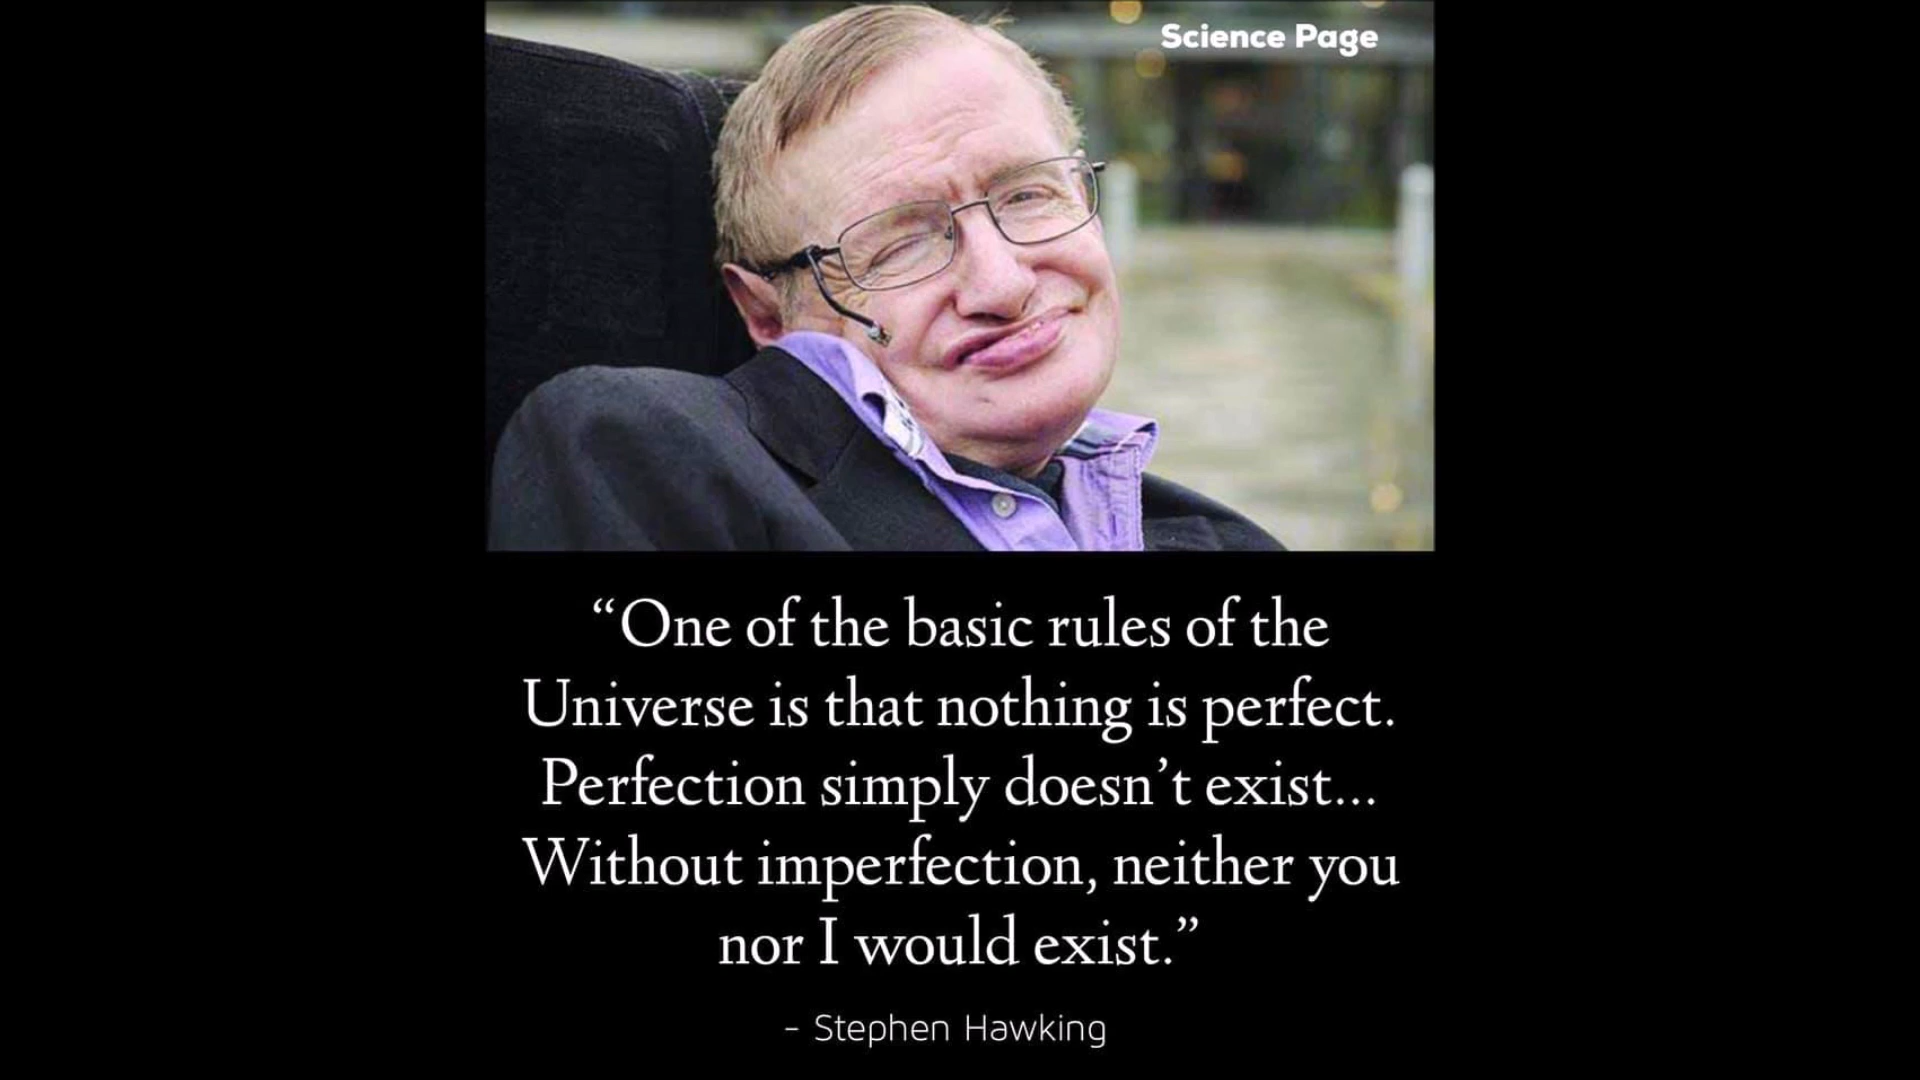 Science Page
“One of the basic rules of the
Universe is that nothing is perfect.
Perfection simply doesn’t exist...
Without imperfection, neither you
nor I would exist.”
- Stephen Hawking